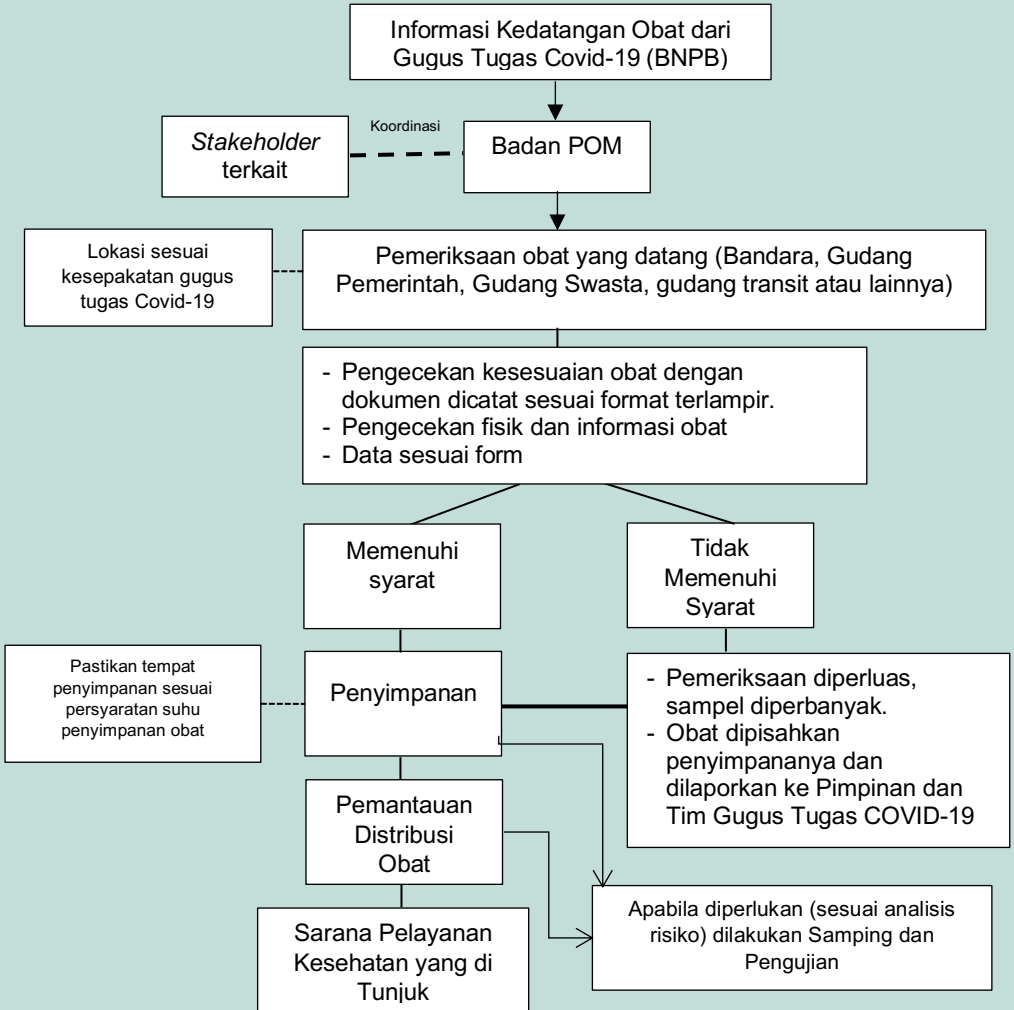 Informasi Kedatangan Obat dari
Gugus Tugas Covid-19 (BNPB)
Stakeholder
terkait
Koordinasi
Badan POM
Lokasi sesuai
kesepakatan gugus
tugas Covid-19
Pemeriksaan obat yang datang (Bandara, Gudang
Pemerintah, Gudang Swasta, gudang transit atau lainnya)
- Pengecekan kesesuaian obat dengan
dokumen dicatat sesuai format terlampir.
- Pengecekan fisik dan informasi obat
- Data sesuai form
Memenuhi
syarat
Tidak
Memenuhi
Syarat
Pastikan tempat
penyimpanan sesuai
persyaratan suhu
penyimpanan obat
Penyimpanan
- Pemeriksaan diperluas,
sampel diperbanyak.
- Obat dipisahkan
penyimpananya dan
dilaporkan ke Pimpinan dan
Tim Gugus Tugas COVID-19
Pemantauan
Distribusi
Obat
Apabila diperlukan (sesuai analisis
risiko) dilakukan Samping dan
Pengujian
Sarana Pelayanan
Kesehatan yang di
Tunjuk